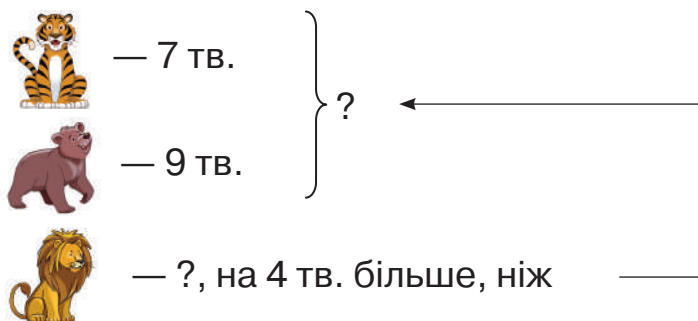 — 7 тв.
?
— 9 тв.
— ?, на 4 тв. більше, ніж